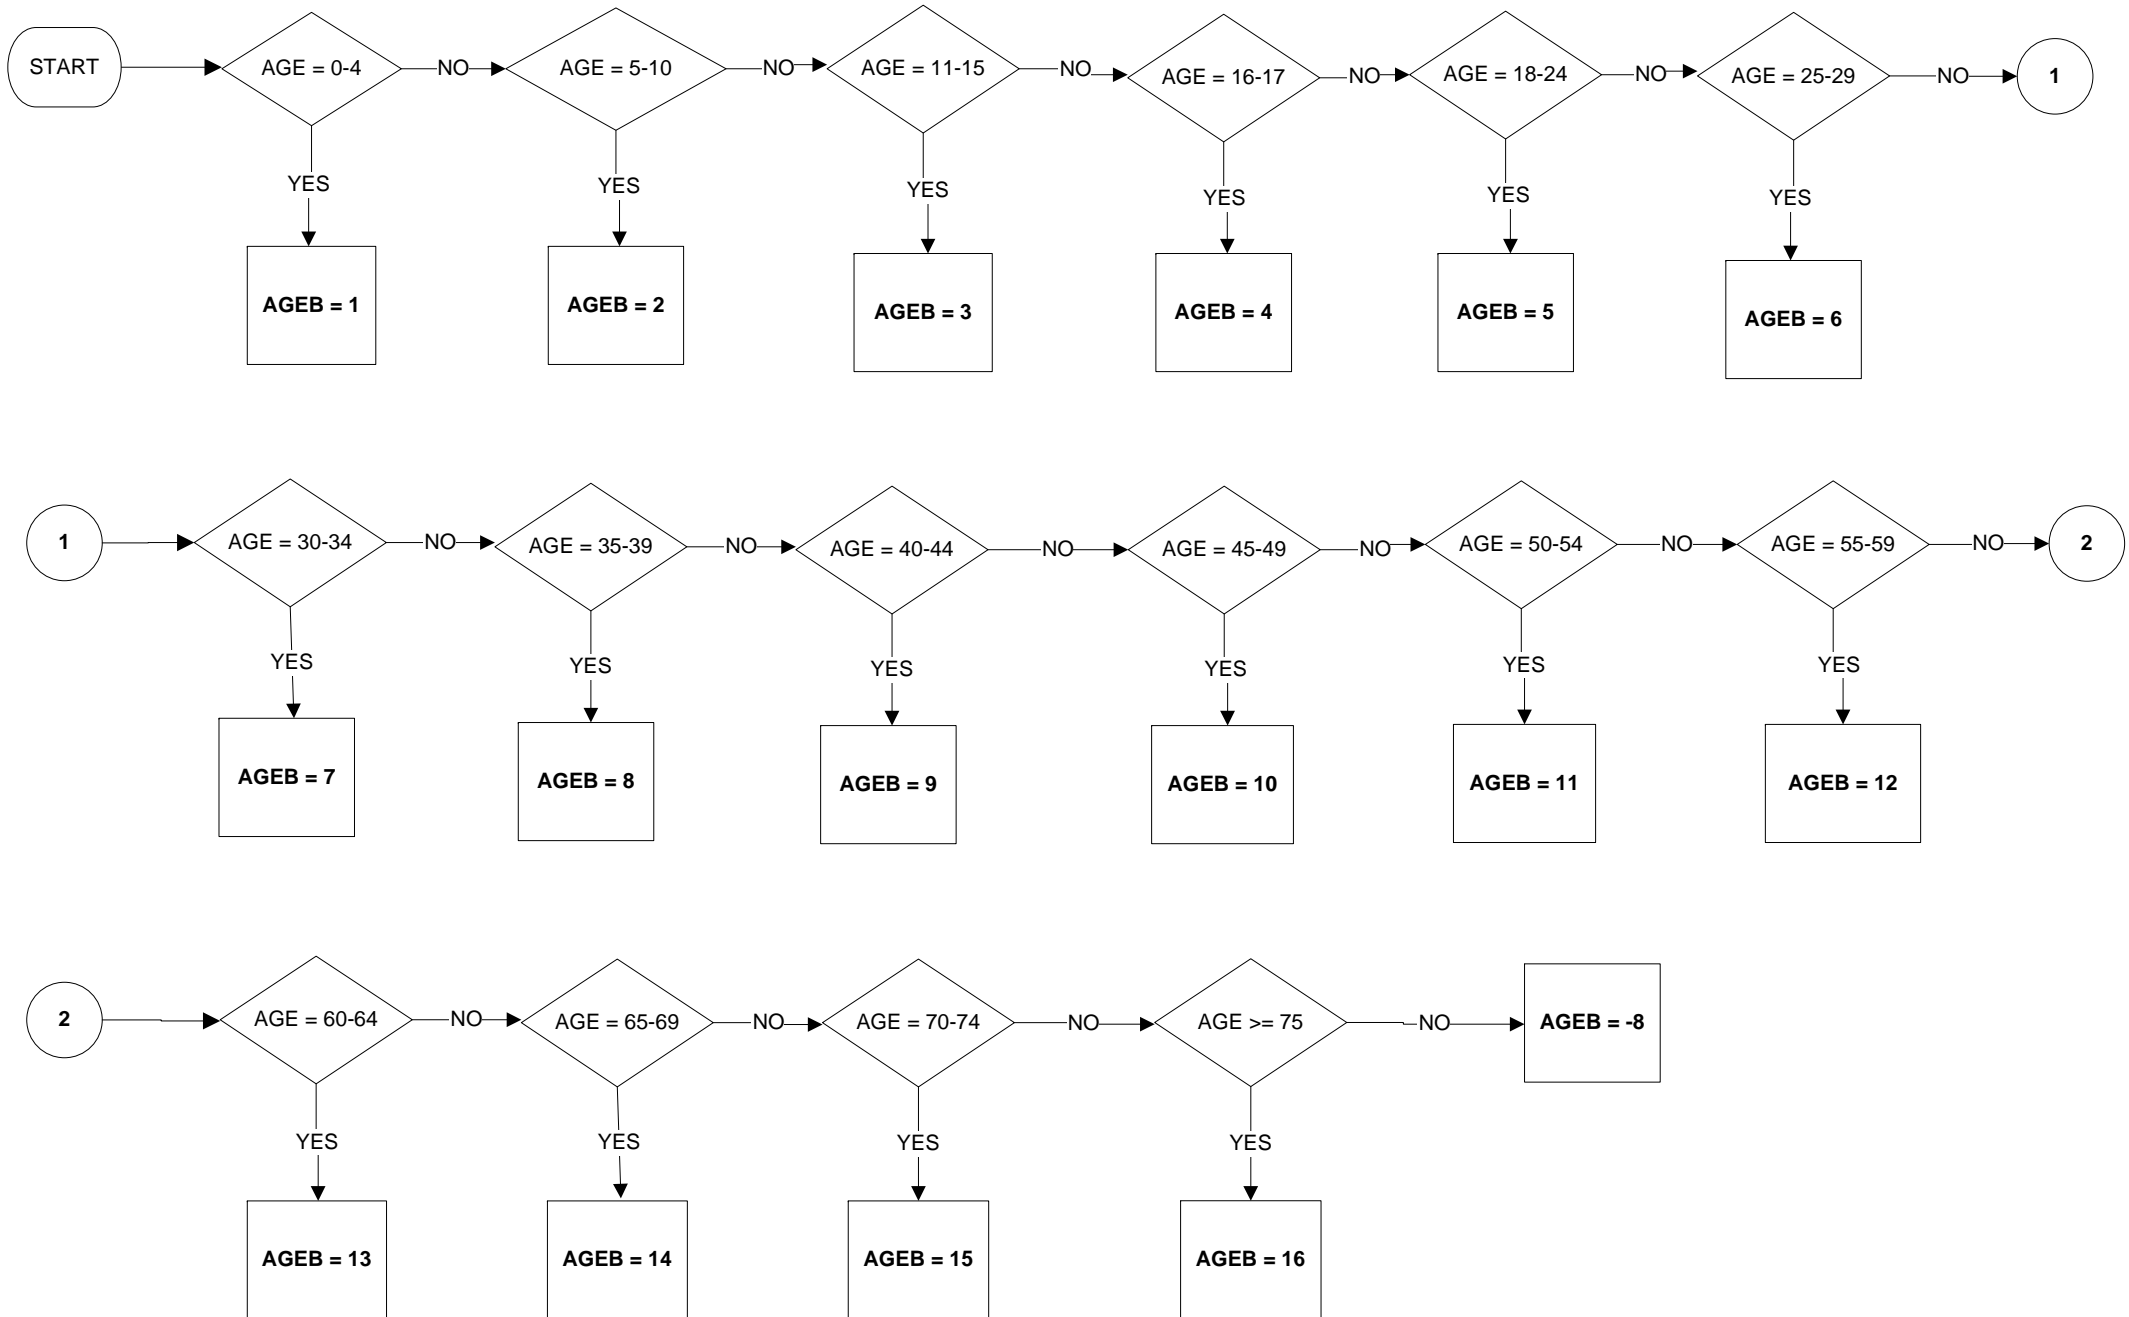 START
AGE = 0-4
NO
AGE = 5-10
NO
AGE = 11-15
NO
AGE = 16-17
NO
AGE = 18-24
NO
AGE = 25-29
NO
1
YES
YES
YES
YES
YES
YES
AGEB = 1
AGEB = 2
AGEB = 3
AGEB = 4
AGEB = 5
AGEB = 6
1
AGE = 30-34
NO
AGE = 35-39
NO
AGE = 40-44
NO
AGE = 45-49
NO
AGE = 50-54
NO
AGE = 55-59
NO
2
YES
YES
YES
YES
YES
YES
AGEB = 7
AGEB = 8
AGEB = 9
AGEB = 10
AGEB = 11
AGEB = 12
2
AGE = 60-64
NO
AGE = 65-69
NO
AGE = 70-74
NO
AGE >= 75
NO
AGEB = -8
YES
YES
YES
YES
AGEB = 13
AGEB = 14
AGEB = 15
AGEB = 16